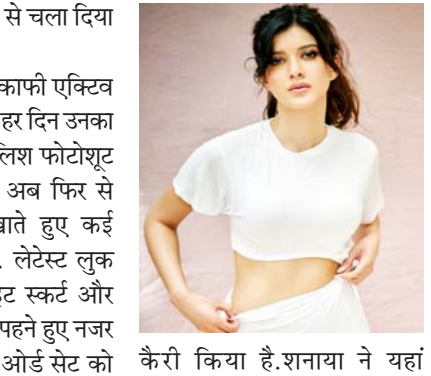 से चला दिया
काफी एक्टिव
हर दिन उनका
लिश फोटोशूट
अब फिर से
हुए कई
लेटेस्ट लुक
स्कर्ट और
पहने हुए नजर
ओर्ड सेट को
कैरी किया है.शनाया ने यहां